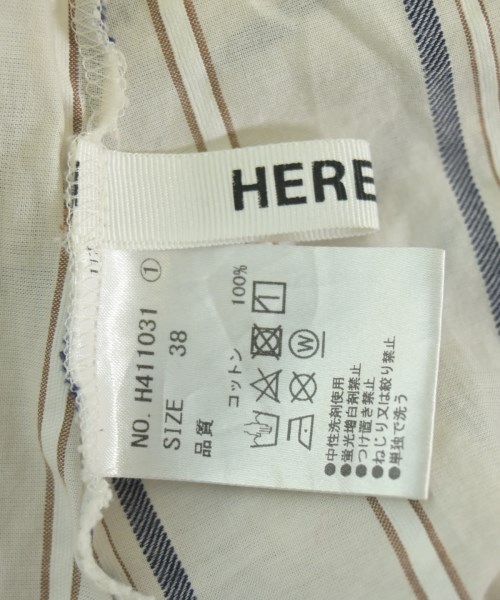 HERE
NO. H411031 ①
SIZE 38
品質
コットン 100%
●中性洗剤使用
●蛍光増白剤禁止
●つけ置き禁止
●ねじり又は絞り禁止
●単独で洗う